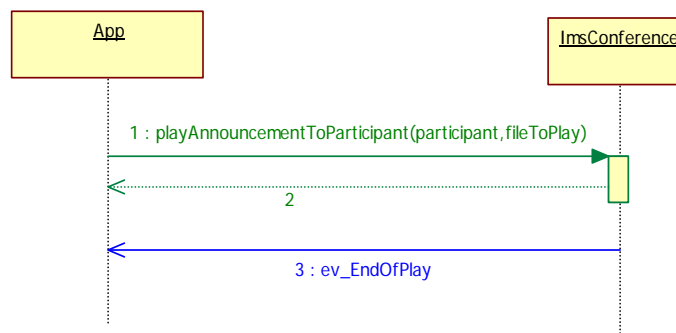 App
ImsConference
1 : playAnnouncementToParticipant(participant,fileToPlay)
2
3 : ev_EndOfPlay